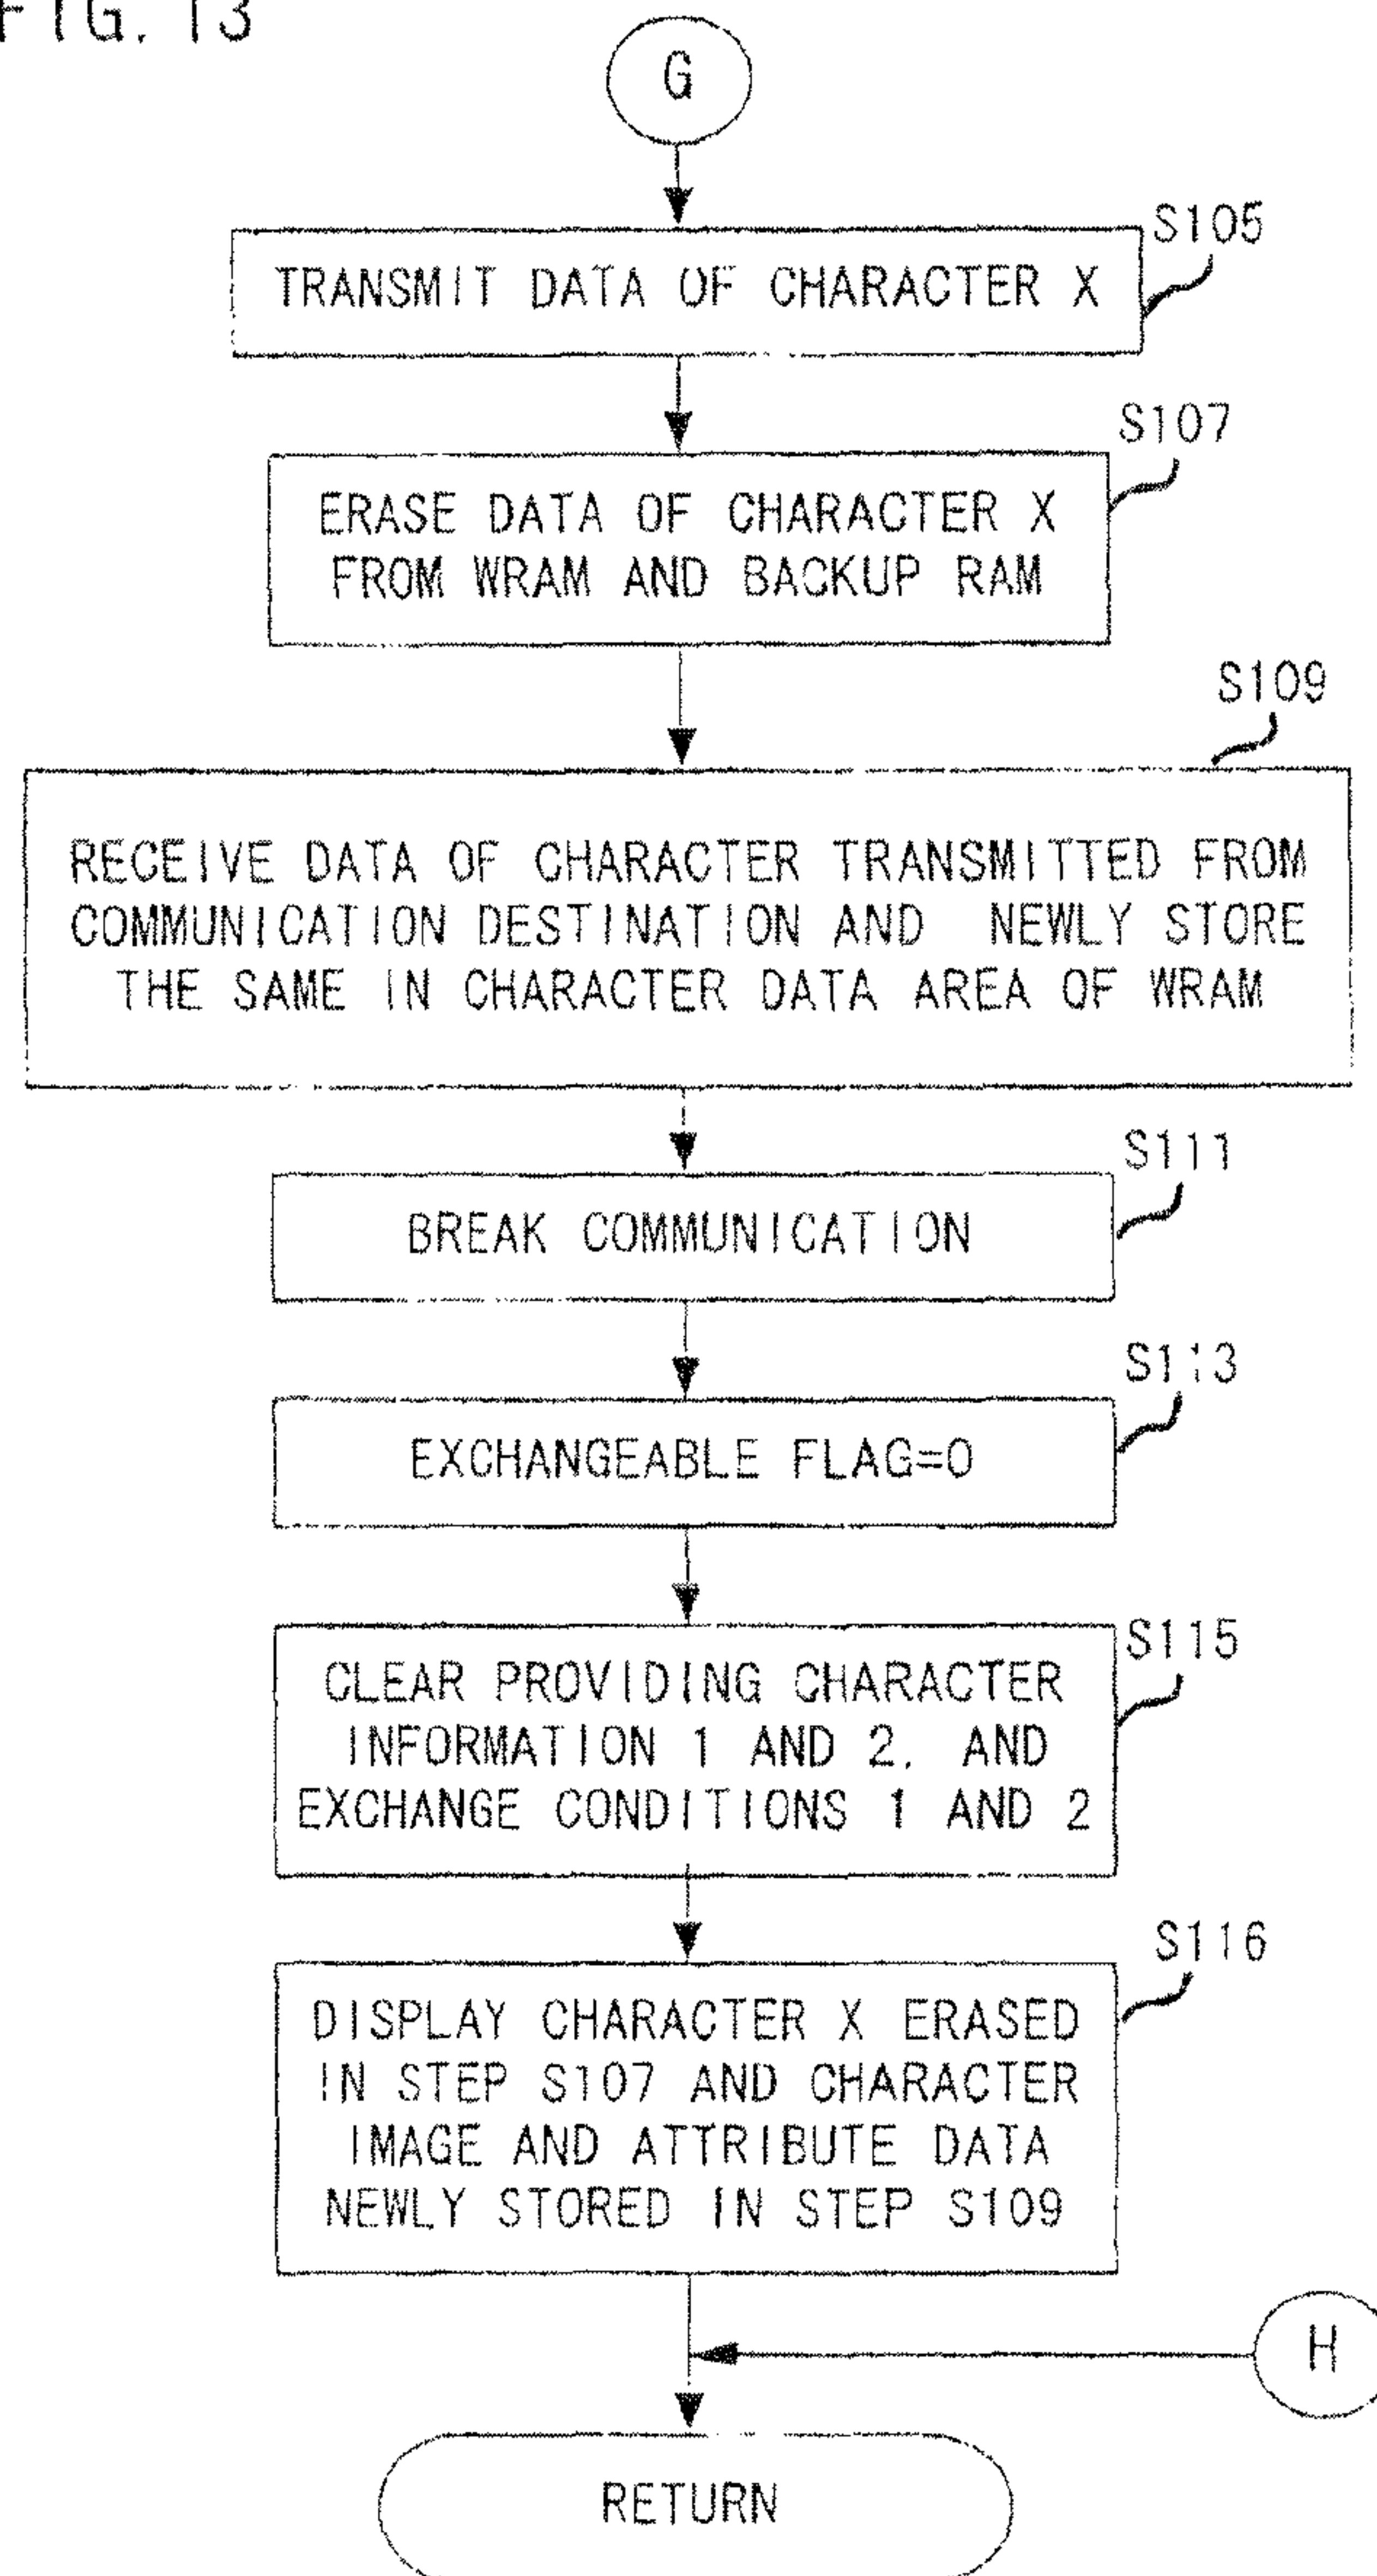 FIG. 13
G
S105
TRANSMIT DATA OF CHARACTER X
S107
ERASE DATA OF CHARACTER X
FROM WRAM AND BACKUP RAM
S109
RECEIVE DATA OF CHARACTER TRANSMITTED FROM
COMMUNICATION DESTINATION AND NEWLY STORE
THE SAME IN CHARACTER DATA AREA OF WRAM
S111
BREAK COMMUNICATION
S113
EXCHANGEABLE FLAG=0
S115
CLEAR PROVIDING CHARACTER
INFORMATION 1 AND 2, AND
EXCHANGE CONDITIONS 1 AND 2
S116
DISPLAY CHARACTER X ERASED
IN STEP S107 AND CHARACTER
IMAGE AND ATTRIBUTE DATA
NEWLY STORED IN STEP S109
H
RETURN